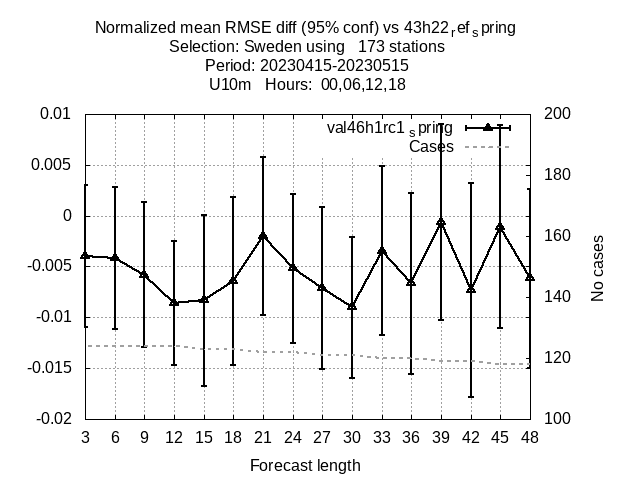 Normalized mean RMSE diff (95% conf) vs 43h22refspring
Selection: Sweden using 173 stations
Period: 20230415-20230515
U10m Hours: 00,06,12,18
0.01 200
val46h1rc1spring
Cases
0.005 180
0 160
-0.005 140
-0.01
-0.015 120
-0.02 100
No cases
3 6 9 12 15 18 21 24 27 30 33 36 39 42 45 48
Forecast length